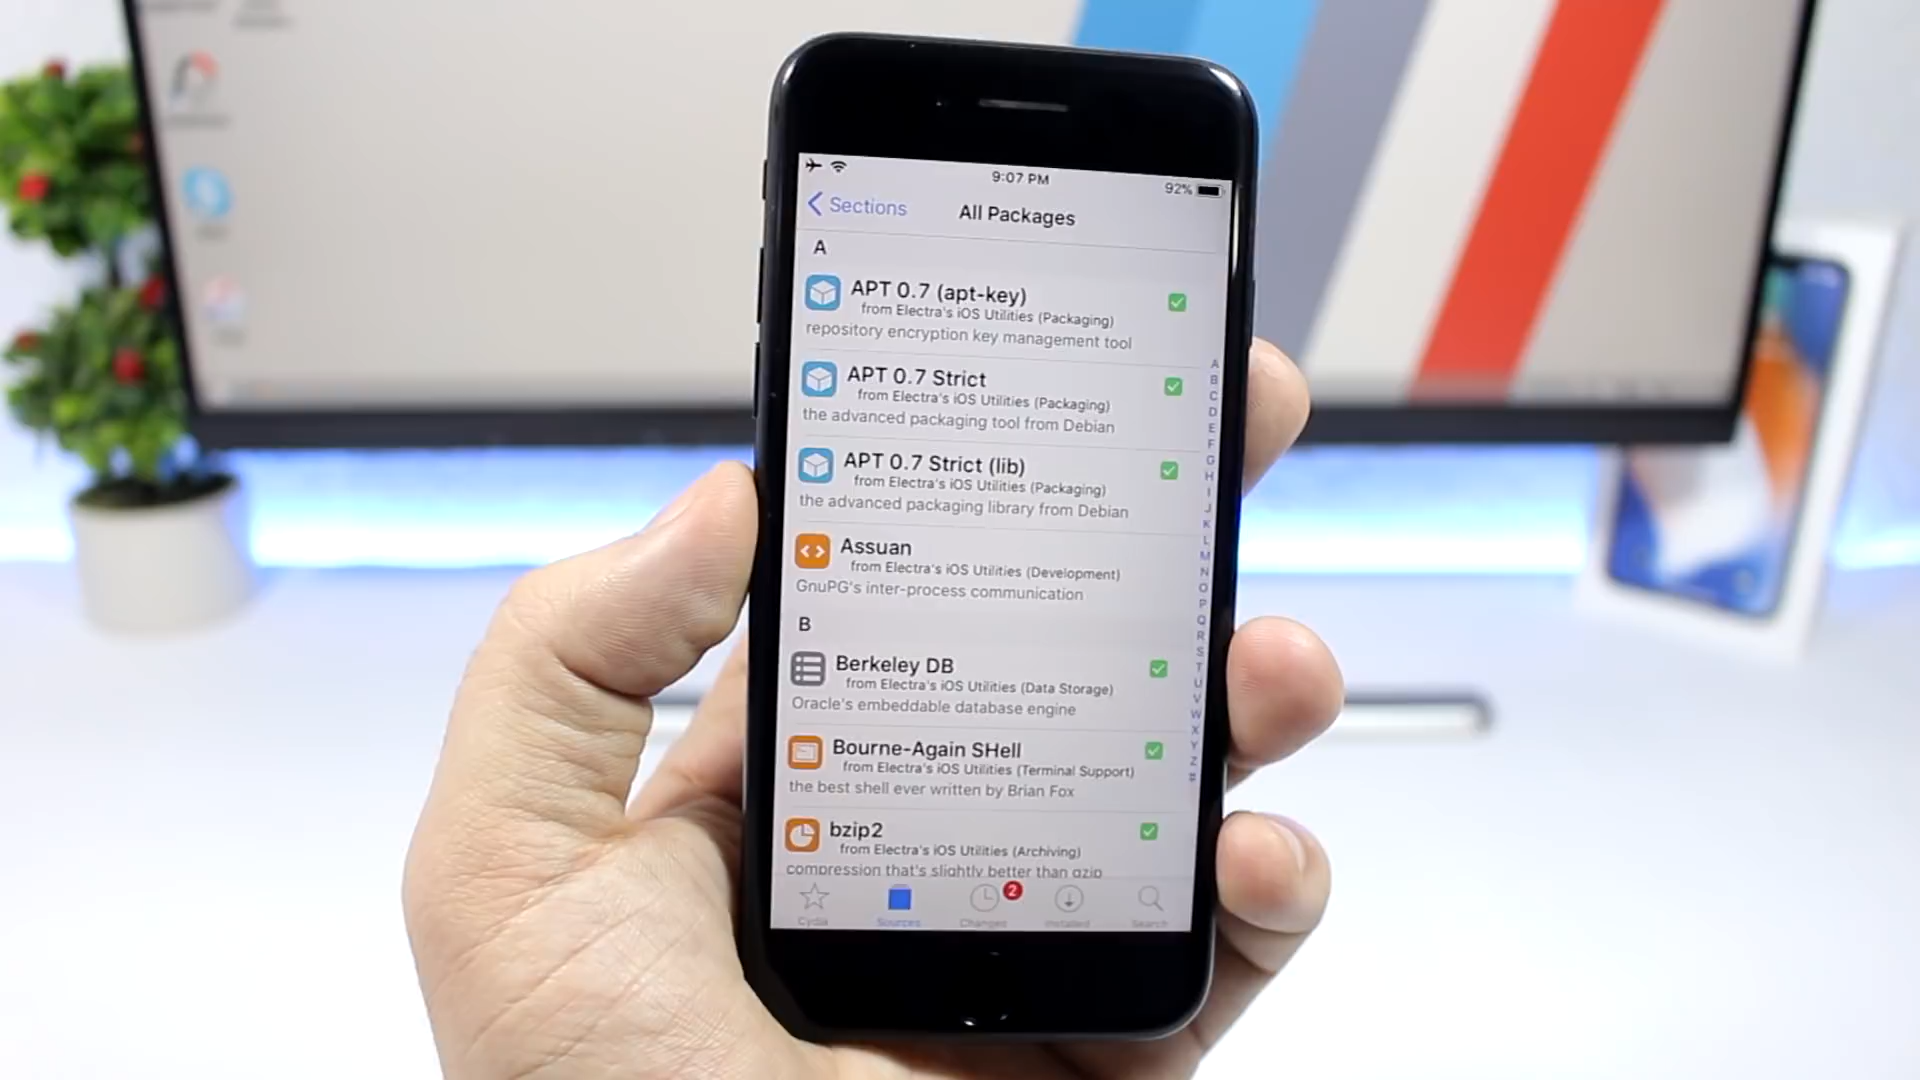 9:07 PM
92%
Sections
All Packages
A
APT 0.7 (apt-key)
from Electra's iOS Utilities (Packaging)
repository encryption key management tool
APT 0.7 Strict
from Electra's iOS Utilities (Packaging)
the advanced packaging tool from Debian
APT 0.7 Strict (lib)
from Electra's iOS Utilities (Packaging)
the advanced packaging library from Debian
Assuan
from Electra's iOS Utilities (Development)
GnuPG's inter-process communication
B
Berkeley DB
from Electra's iOS Utilities (Data Storage)
Oracle's embeddable database engine
Bourne-Again SHell
from Electra's iOS Utilities (Terminal Support)
the best shell ever written by Brian Fox
bzip2
from Electra's iOS Utilities (Archiving)
compression that's slightly better than gzip
A
B
C
D
E
F
G
H
I
J
K
L
M
N
O
P
Q
R
S
T
U
V
W
X
Y
Z
#
2
Cydia
Sources
Changes
Installed
Search